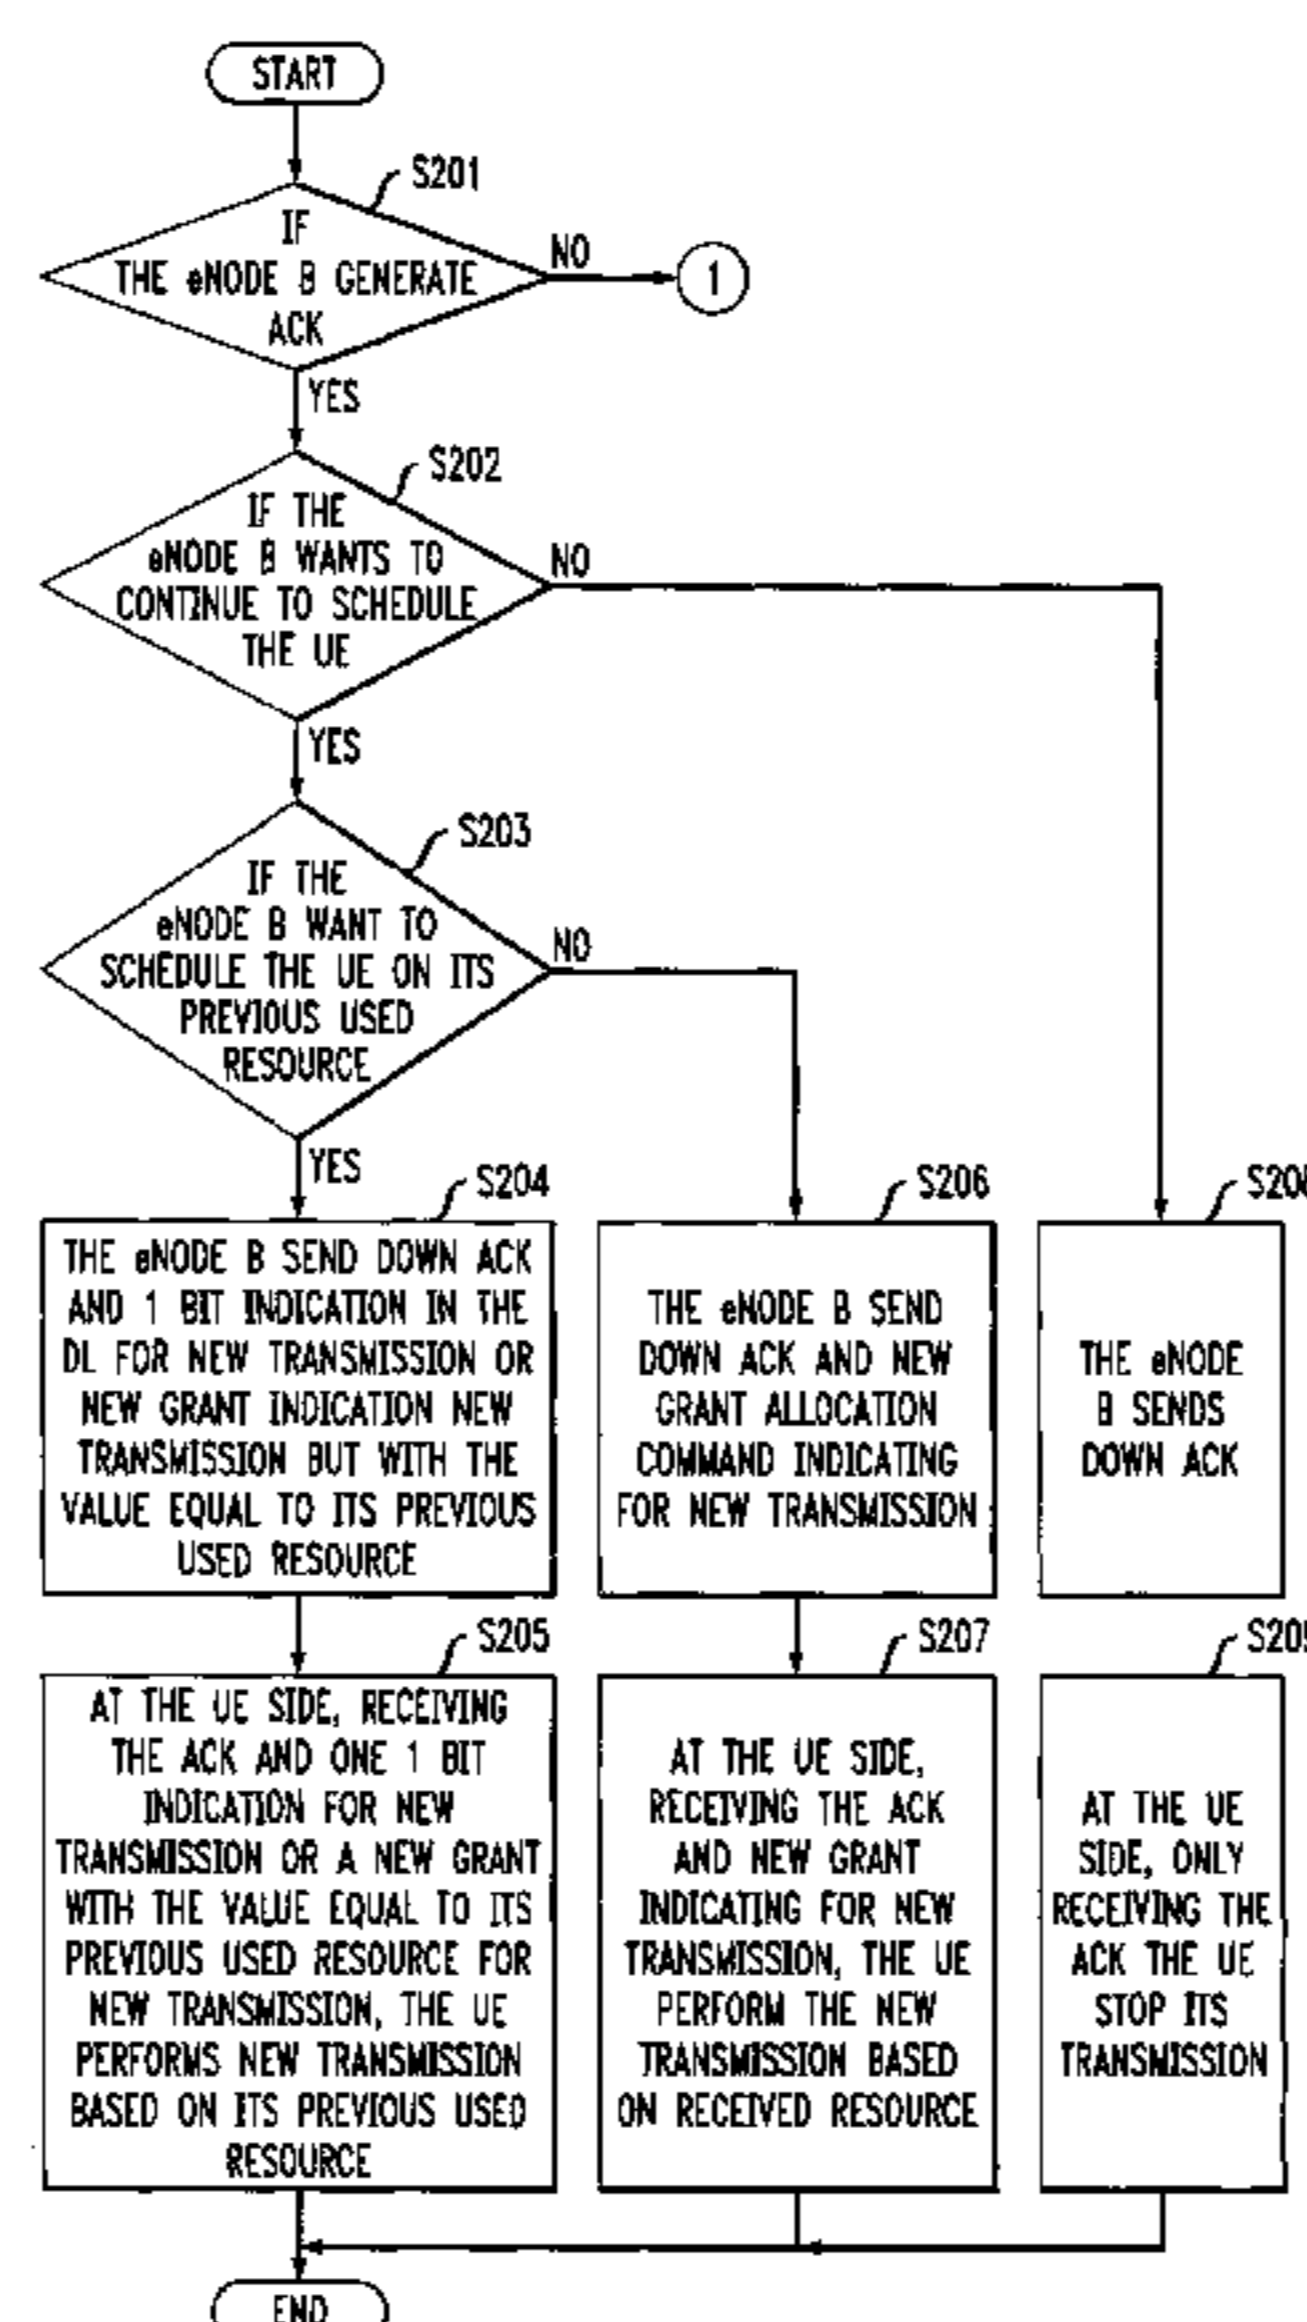 START
S201
IF
THE eNODE B GENERATE
ACK
NO
1
YES
S202
IF THE
eNODE B WANTS TO
CONTINUE TO SCHEDULE
THE UE
NO
YES
S203
IF THE
eNODE B WANT TO
SCHEDULE THE UE ON ITS
PREVIOUS USED
RESOURCE
NO
YES
S204
THE eNODE B SEND DOWN ACK
AND 1 BIT INDICATION IN THE
DL FOR NEW TRANSMISSION OR
NEW GRANT INDICATION NEW
TRANSMISSION BUT WITH THE
VALUE EQUAL TO ITS PREVIOUS
USED RESOURCE
S206
THE eNODE B SEND
DOWN ACK AND NEW
GRANT ALLOCATION
COMMAND INDICATING
FOR NEW TRANSMISSION
S208
THE eNODE
B SENDS
DOWN ACK
S205
AT THE UE SIDE, RECEIVING
THE ACK AND ONE 1 BIT
INDICATION FOR NEW
TRANSMISSION OR A NEW GRANT
WITH THE VALUE EQUAL TO ITS
PREVIOUS USED RESOURCE FOR
NEW TRANSMISSION, THE UE
PERFORMS NEW TRANSMISSION
BASED ON ITS PREVIOUS USED
RESOURCE
S207
AT THE UE SIDE,
RECEIVING THE ACK
AND NEW GRANT
INDICATING FOR NEW
TRANSMISSION, THE UE
PERFORM THE NEW
TRANSMISSION BASED
ON RECEIVED RESOURCE
S209
AT THE UE
SIDE, ONLY
RECEIVING THE
ACK THE UE
STOP ITS
TRANSMISSION
END